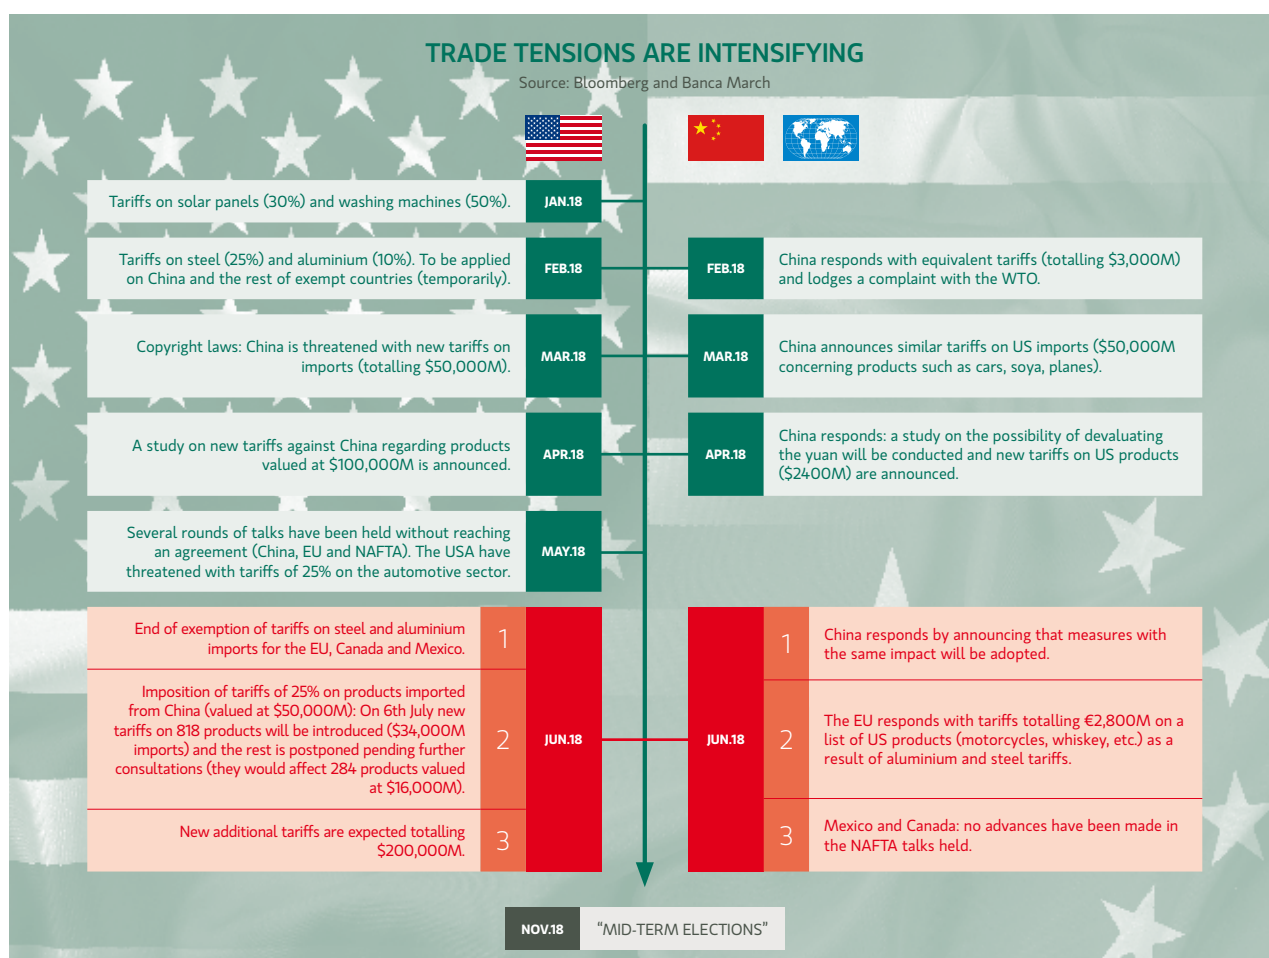 TRADE TENSIONS ARE INTENSIFYING
Source: Bloomberg and Banca March
Tariffs on solar panels (30%) and washing machines (50%).
JAN.18
Tariffs on steel (25%) and aluminium (10%). To be applied
on China and the rest of exempt countries (temporarily).
FEB.18
FEB.18
China responds with equivalent tariffs (totalling $3,000M)
and lodges a complaint with the WTO.
Copyright laws: China is threatened with new tariffs on
imports (totalling $50,000M).
MAR.18
MAR.18
China announces similar tariffs on US imports ($50,000M
concerning products such as cars, soya, planes).
A study on new tariffs against China regarding products
valued at $100,000M is announced.
APR.18
APR.18
China responds: a study on the possibility of devaluating
the yuan will be conducted and new tariffs on US products
($2400M) are announced.
Several rounds of talks have been held without reaching
an agreement (China, EU and NAFTA). The USA have
threatened with tariffs of 25% on the automotive sector.
MAY.18
End of exemption of tariffs on steel and aluminium
imports for the EU, Canada and Mexico.
1
Imposition of tariffs of 25% on products imported
from China (valued at $50,000M): On 6th July new
tariffs on 818 products will be introduced ($34,000M
imports) and the rest is postponed pending further
consultations (they would affect 284 products valued
at $16,000M).
2
New additional tariffs are expected totalling
$200,000M.
3
JUN.18
JUN.18
1
China responds by announcing that measures with
the same impact will be adopted.
2
The EU responds with tariffs totalling €2,800M on a
list of US products (motorcycles, whiskey, etc.) as a
result of aluminium and steel tariffs.
3
Mexico and Canada: no advances have been made in
the NAFTA talks held.
NOV.18
“MID-TERM ELECTIONS”